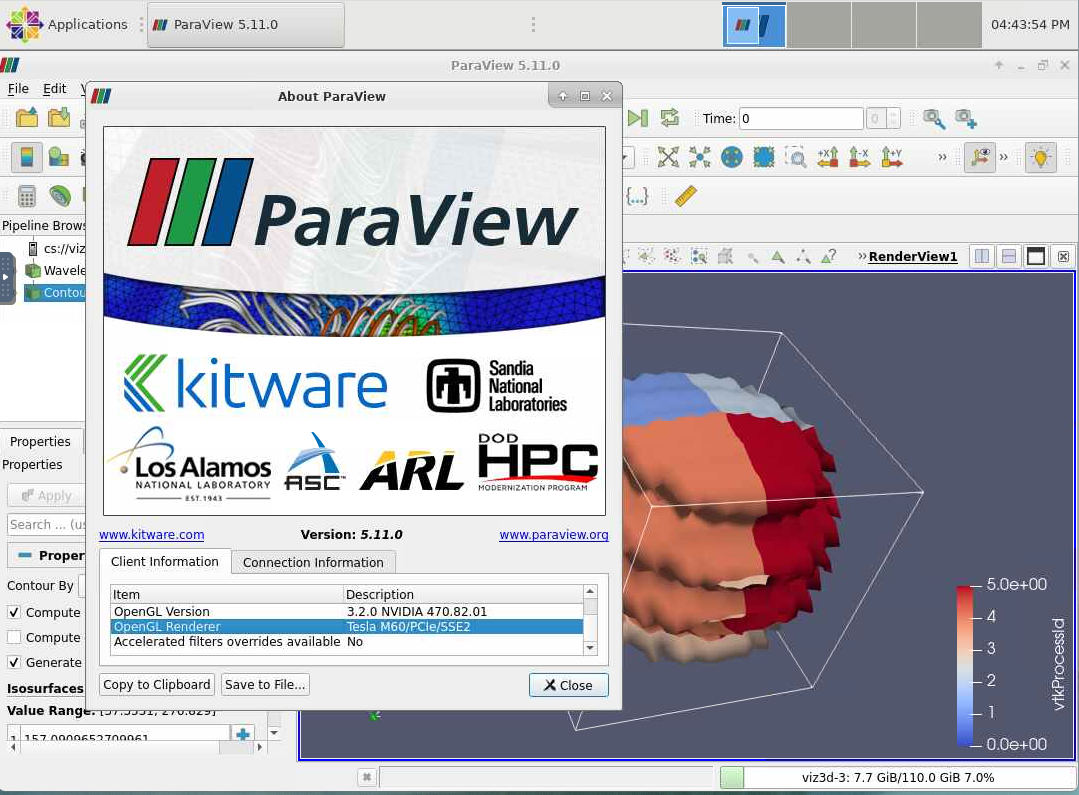 Applications
ParaView 5.11.0
04:43:54 PM
ParaView 5.11.0
File Edit
About ParaView
Time: 0
0
+X -X +Y
Pipeline Brows
cs://viz
Wavele
Contou
RenderView1
ParaView
kitware
Sandia
National
Laboratories
Los Alamos
NATIONAL LABORATORY
EST. 1943
ASC™
ARL
DOD
HPC
MODERNIZATION PROGRAM
www.kitware.com
Version: 5.11.0
www.paraview.org
Client Information
Connection Information
Item Description
OpenGL Version 3.2.0 NVIDIA 470.82.01
OpenGL Renderer Tesla M60/PCIe/SSE2
Accelerated filters overrides available No
Copy to Clipboard
Save to File...
Close
Properties
Properties
Apply
Search ... (us
Proper
Contour By
Compute
Compute
Generate
Isosurfaces
Value Range: [37.3531, 276.829]
1 157.0909652709961
5.0e+00
4
3
2
1
0.0e+00
vtkProcessId
viz3d-3: 7.7 GiB/110.0 GiB 7.0%